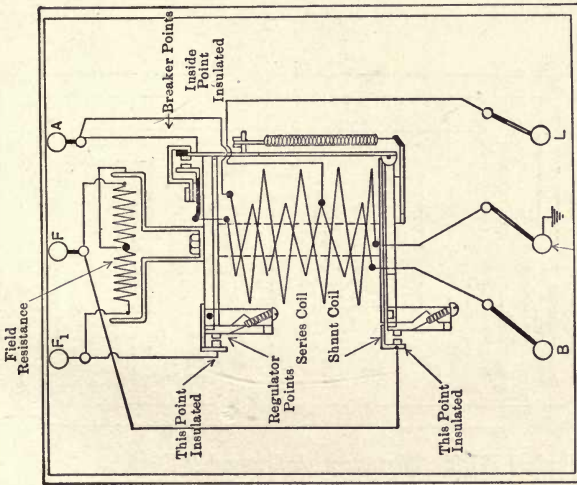 Field
Resistance
F1
F
A
←Breaker Points
Inside
Point
Insulated
This Point
Insulated
Regulator
Points
Series Coil
Shnnt Coil
This Point
Insulated
B
L